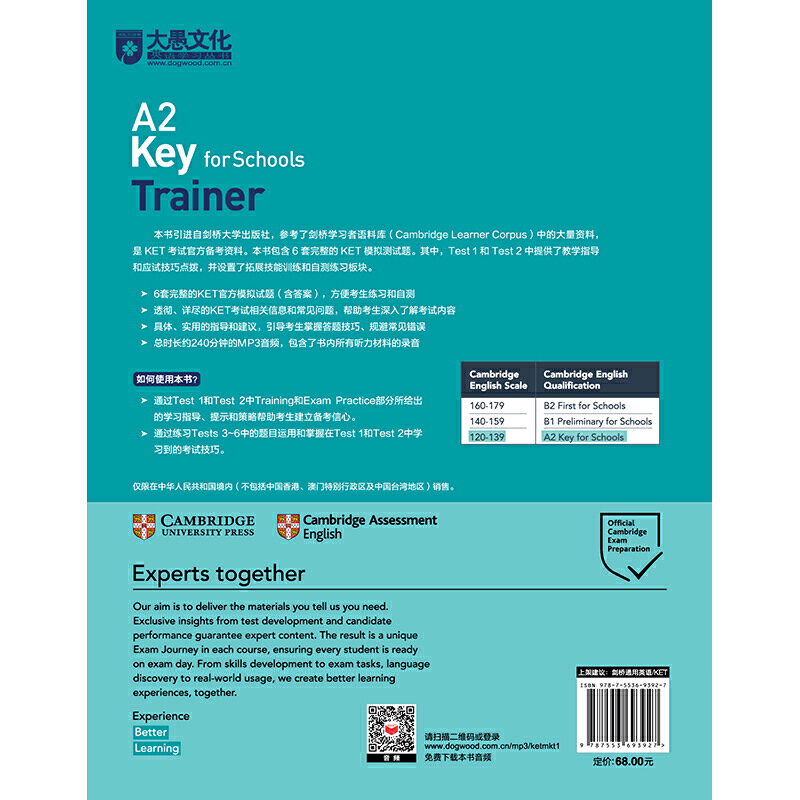 大愚文化
英语学习丛书
www.dogwood.com.cn
A2
Key for Schools
Trainer
本书引进自剑桥大学出版社，参考了剑桥学习者语料库（Cambridge Learner Corpus）中的大量资料，
是 KET 考试官方备考资料。本书包含 6 套完整的 KET 模拟测试题。其中，Test 1 和 Test 2 中提供了教学指导
和应试技巧点拨，并设置了拓展技能训练和自测练习板块。
➤ 6套完整的KET官方模拟试题（含答案），方便考生练习和自测
➤ 透彻、详尽的KET考试相关信息和常见问题，帮助考生深入了解考试内容
➤ 具体、实用的指导和建议，引导考生掌握答题技巧、规避常见错误
➤ 总时长约240分钟的MP3音频，包含了书内所有听力材料的录音
如何使用本书?
➤ 通过Test 1和Test 2中Training和Exam Practice部分所给出
的学习指导、提示和策略帮助考生建立备考信心。
➤ 通过练习Tests 3~6中的题目运用和掌握在Test 1和Test 2中学
习到的考试技巧。
Cambridge English Scale
Cambridge English Qualification
160-179 B2 First for Schools
140-159 B1 Preliminary for Schools
120-139 A2 Key for Schools
仅限在中华人民共和国境内（不包括中国香港、澳门特别行政区及中国台湾地区）销售。
CAMBRIDGE
UNIVERSITY PRESS
Cambridge Assessment
English
Official
Cambridge
Exam
Preparation
Experts together
Our aim is to deliver the materials you tell us you need.
Exclusive insights from test development and candidate
performance guarantee expert content. The result is a unique
Exam Journey in each course, ensuring every student is ready
on exam day. From skills development to exam tasks, language
discovery to real-world usage, we create better learning
experiences, together.
Experience
Better
Learning
音频
请扫描二维码或登录
www.dogwood.com.cn/mp3/ketmkt1
免费下载本书音频
上架建议：剑桥通用英语/KET
ISBN 978-7-5536-9392-7
9 787553 693927 >
定价: 68.00元